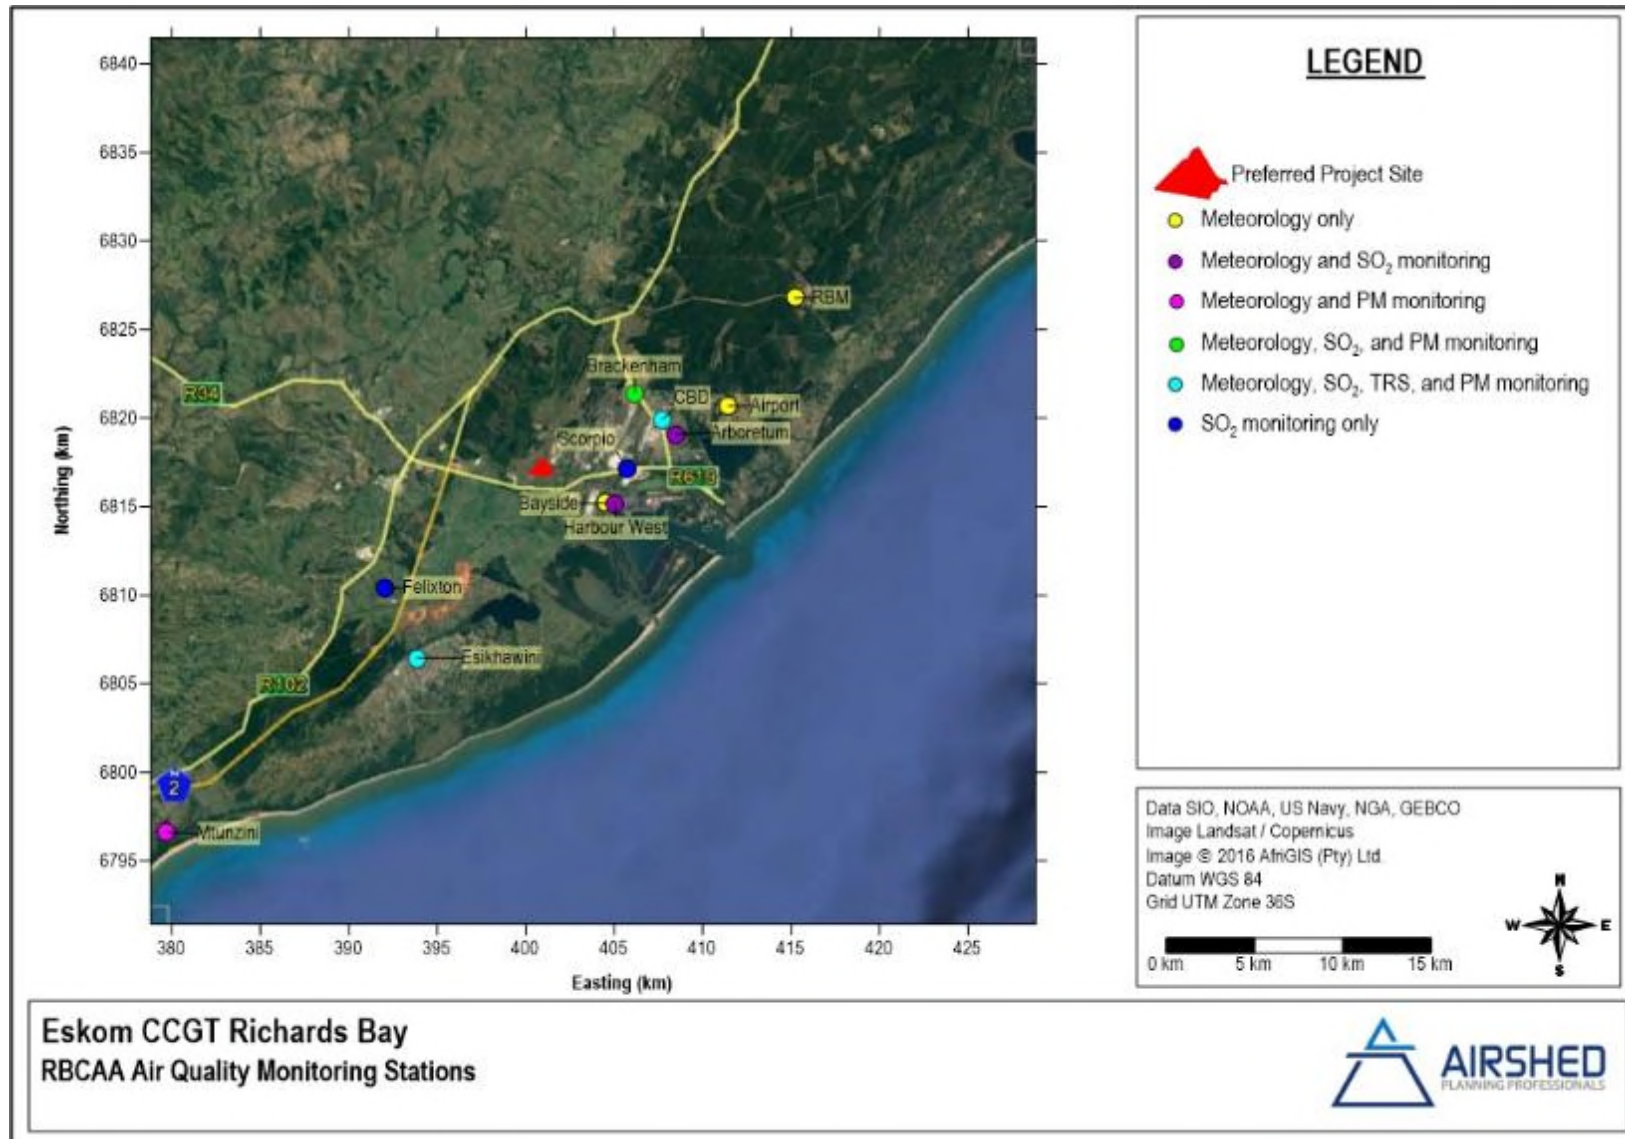 LEGEND
Preferred Project Site
Meteorology only
Meteorology and SO₂ monitoring
Meteorology and PM monitoring
Meteorology, SO₂, and PM monitoring
Meteorology, SO₂, TRS, and PM monitoring
SO₂ monitoring only
Northing (km)
6840
6835
6830
6825
6820
6815
6810
6805
6800
6795
RBM
Brackenham
R34
CBD
Airport
Scorpio
Arboretum
R619
Bayside
Harbour West
Felixton
Esikhawini
R102
N
2
Mtunzini
380
385
390
395
400
405
410
415
420
425
Easting (km)
Data SIO, NOAA, US Navy, NGA, GEBCO
Image Landsat / Copernicus
Image © 2016 AfriGIS (Pty) Ltd.
Datum WGS 84
Grid UTM Zone 36S
N
W E
S
0 km 5 km 10 km 15 km
Eskom CCGT Richards Bay
RBCAA Air Quality Monitoring Stations
AIRSHED
PLANNING PROFESSIONALS